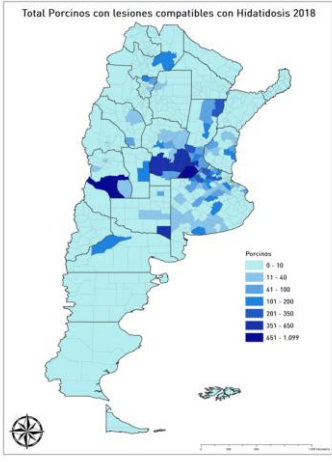 Total Porcinos con lesiones compatibles con Hidatidosis 2018
Porcinos
0 - 10
11 - 40
41 - 100
101 - 200
201 - 350
351 - 650
651 - 1.099